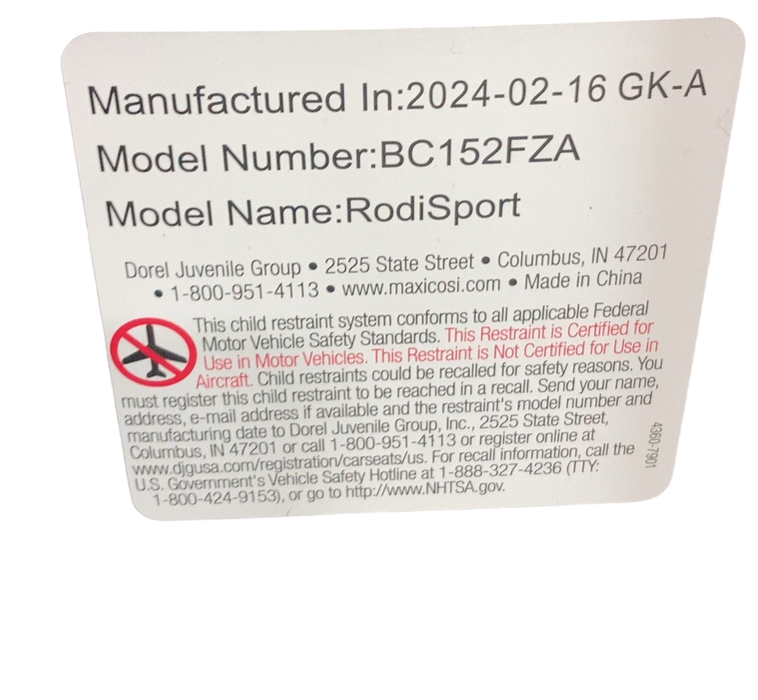 Manufactured In:2024-02-16 GK-A
Model Number:BC152FZA
Model Name:RodiSport
Dorel Juvenile Group • 2525 State Street • Columbus, IN 47201
• 1-800-951-4113 • www.maxicosi.com • Made in China
This child restraint system conforms to all applicable Federal
Motor Vehicle Safety Standards. This Restraint is Certified for
Use in Motor Vehicles. This Restraint is Not Certified for Use in
Aircraft. Child restraints could be recalled for safety reasons. You
must register this child restraint to be reached in a recall. Send your name,
address, e-mail address if available and the restraint's model number and
manufacturing date to Dorel Juvenile Group, Inc., 2525 State Street,
Columbus, IN 47201 or call 1-800-951-4113 or register online at
www.djgusa.com/registration/carseats/us. For recall information, call the
U.S. Government's Vehicle Safety Hotline at 1-888-327-4236 (TTY:
1-800-424-9153), or go to http://www.NHTSA.gov.
4360-7901